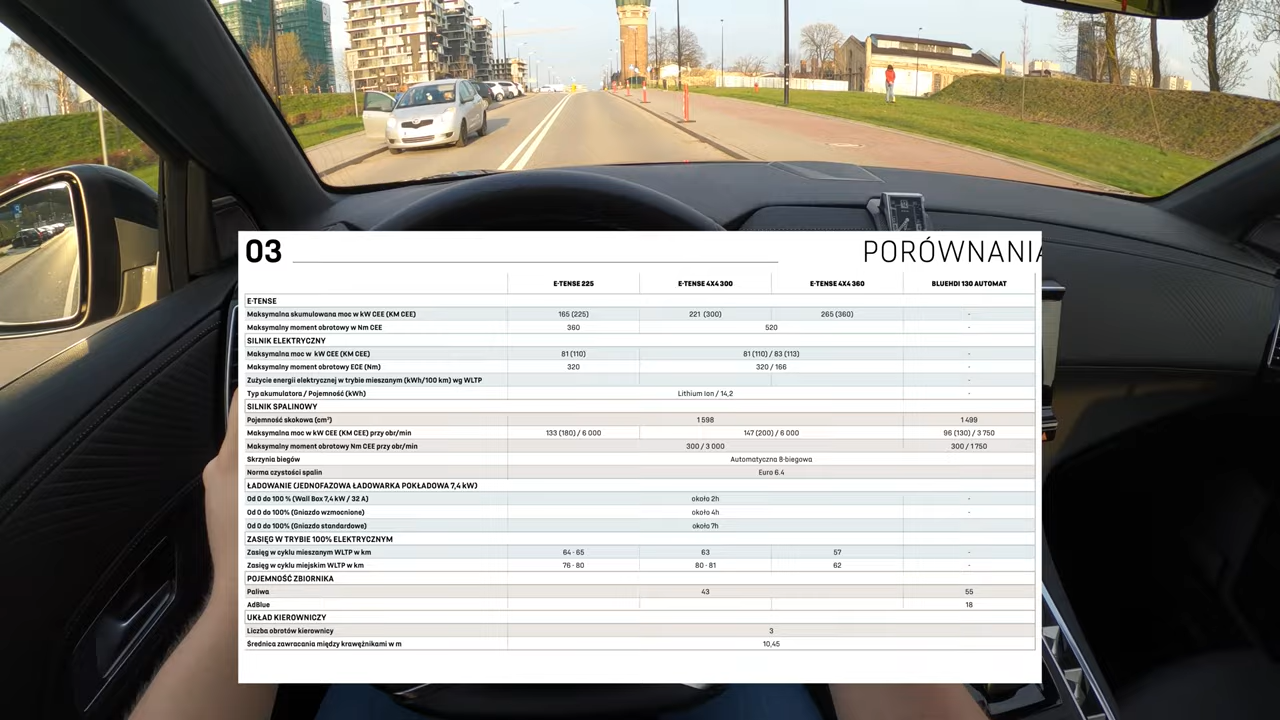 03 PORÓWNANIA
E-TENSE 225 E-TENSE 4X4 300 E-TENSE 4X4 360 BLUEHDI 130 AUTOMAT
E-TENSE
Maksymalna skumulowana moc w kW CEE (KM CEE) 165 (225) 221 (300) 265 (360) -
Maksymalny moment obrotowy w Nm CEE 360 520 -
SILNIK ELEKTRYCZNY
Maksymalna moc w kW CEE (KM CEE) 81 (110) 81 (110) / 83 (113) -
Maksymalny moment obrotowy ECE (Nm) 320 320 / 166 -
Zużycie energii elektrycznej w trybie mieszanym (kWh/100 km) wg WLTP -
Typ akumulatora / Pojemność (kWh) Lithium Ion / 14,2 -
SILNIK SPALINOWY
Pojemność skokowa (cm³) 1 598 1 499
Maksymalna moc w kW CEE (KM CEE) przy obr/min 133 (180) / 6 000 147 (200) / 6 000 96 (130) / 3 750
Maksymalny moment obrotowy Nm CEE przy obr/min 300 / 3 000 300 / 1 750
Skrzynia biegów Automatyczna 8-biegowa
Norma czystości spalin Euro 6.4
ŁADOWANIE (JEDNOFAZOWA ŁADOWARKA POKŁADOWA 7,4 kW)
Od 0 do 100 % (Wall Box 7,4 kW / 32 A) około 2h -
Od 0 do 100% (Gniazdo wzmocnione) około 4h -
Od 0 do 100% (Gniazdo standardowe) około 7h
ZASIĘG W TRYBIE 100% ELEKTRYCZNYM
Zasięg w cyklu mieszanym WLTP w km 64 - 65 63 57 -
Zasięg w cyklu miejskim WLTP w km 76 - 80 80 - 81 62 -
POJEMNOŚĆ ZBIORNIKA
Paliwa 43 55
AdBlue 18
UKŁAD KIEROWNICZY
Liczba obrotów kierownicy 3
Średnica zawracania między krawężnikami w m 10,45